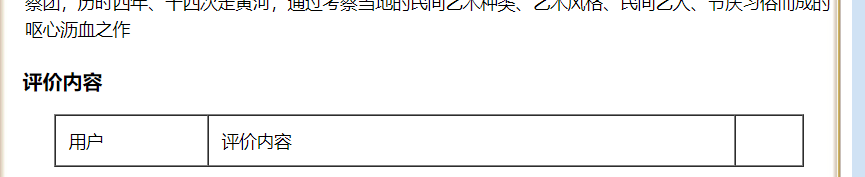 察团，历时四年、十四次走黄河，通过考察当地的民间艺术种类、艺术风格、民间艺人、节庆习俗而成的
呕心沥血之作
评价内容
用户 评价内容